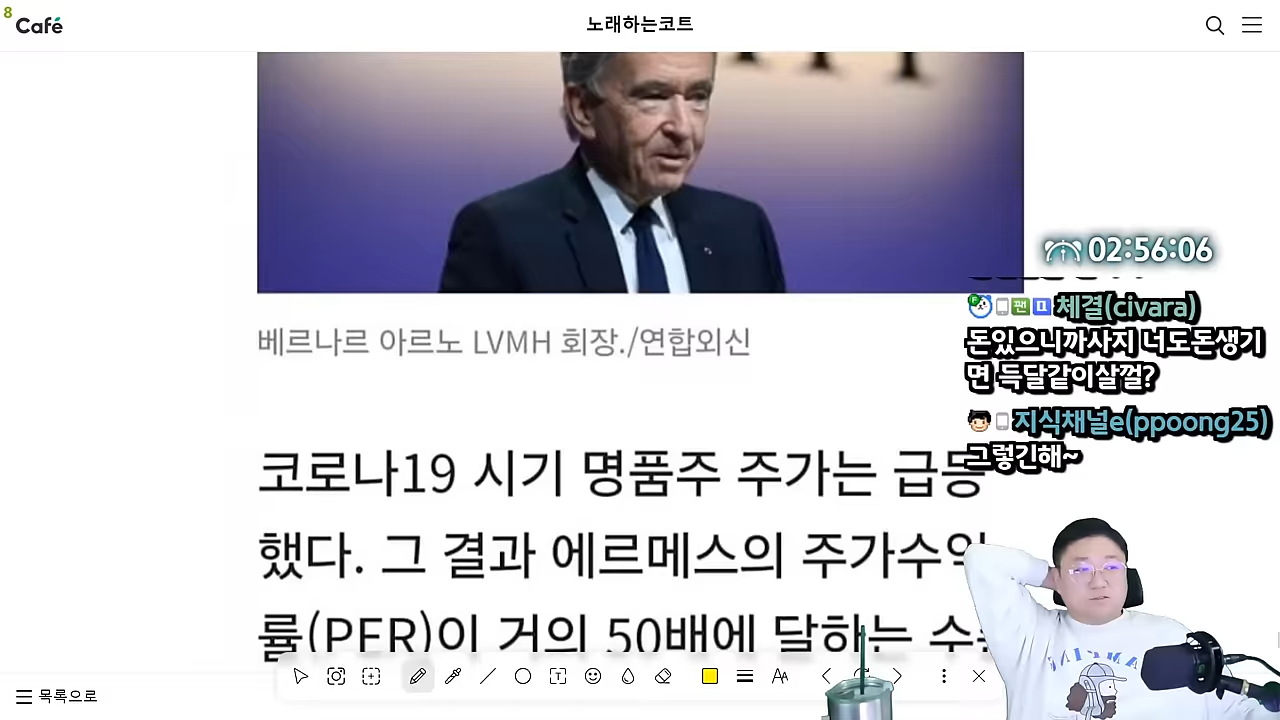 8
Café
노래하는코트
02:56:06
체결(civara)
돈있으니까사지 너도돈생기
면 득달같이살껄?
지식채널e(ppoong25)
그렇긴해~
베르나르 아르노 LVMH 회장./연합외신
코로나19 시기 명품주 주가는 급등
했다. 그 결과 에르메스의 주가수익
률(PER)이 거의 50배에 달하는
목록으로